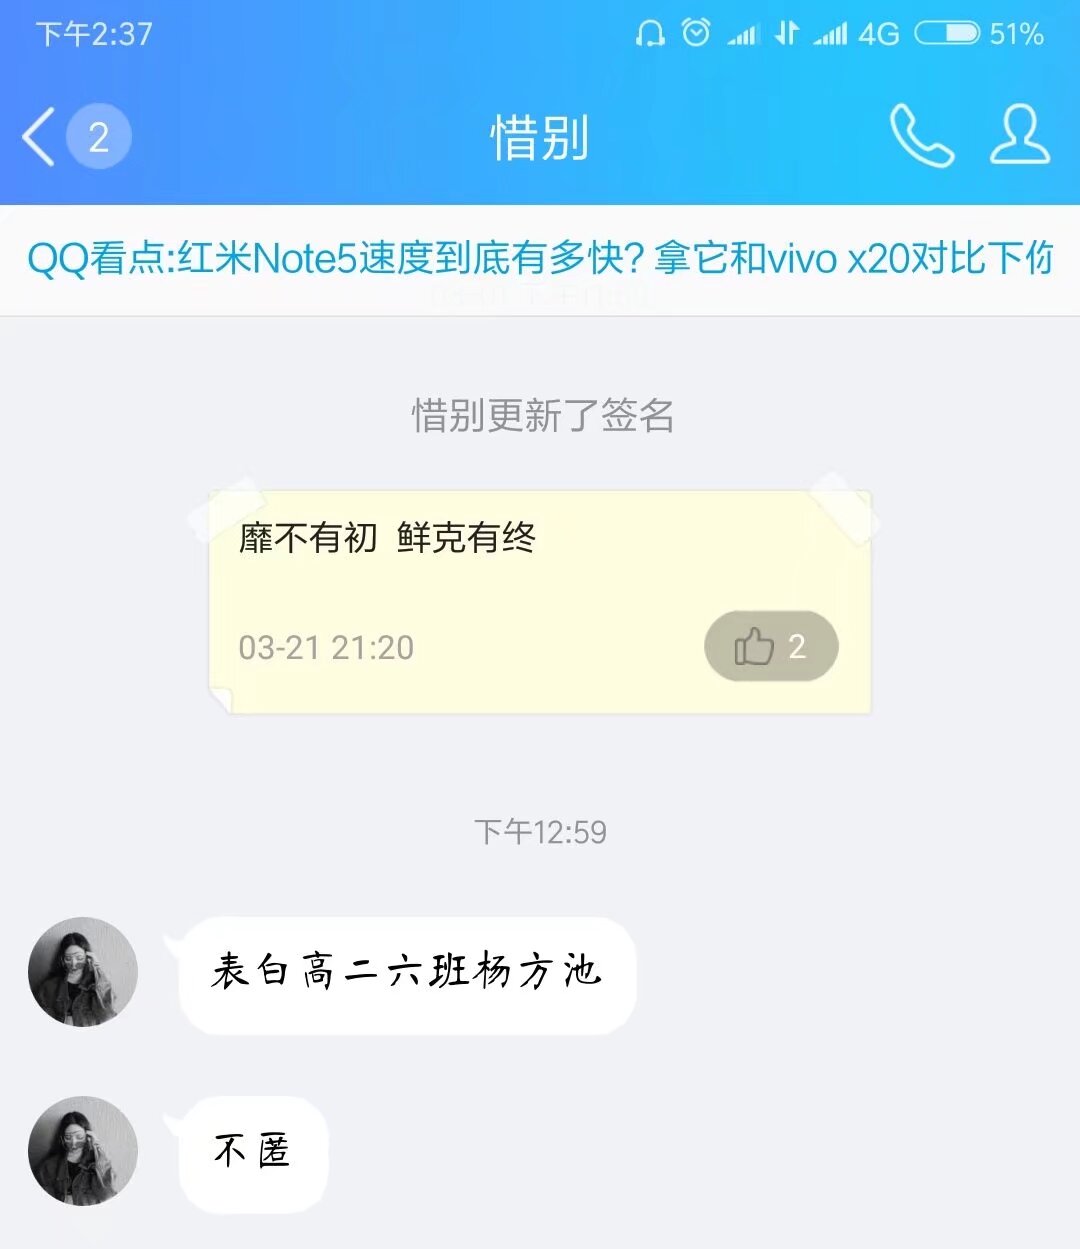 下午2:37 4G 51%
2 惜别
QQ看点:红米Note5速度到底有多快? 拿它和vivo x20对比下你
惜别更新了签名
靡不有初 鲜克有终
03-21 21:20 2
下午12:59
表白高二六班杨方池
不匿